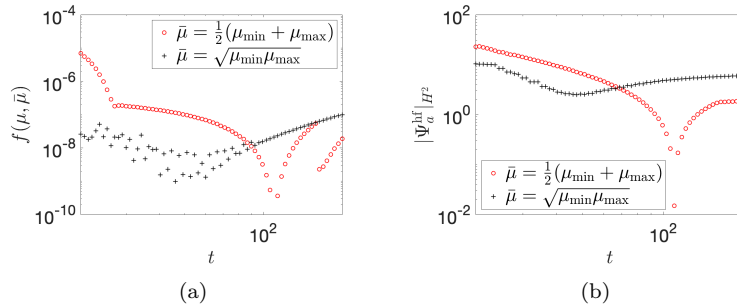 10^-4
10^-6
10^-8
10^-10
f(μ, μ̄)
μ̄ = 1/2(μ_min + μ_max)
μ̄ = √(μ_min μ_max)
10^2
t
(a)
10^2
10^0
10^-2
|Ψ_a^hf|_{H^2}
μ̄ = 1/2(μ_min + μ_max)
μ̄ = √(μ_min μ_max)
10^2
t
(b)